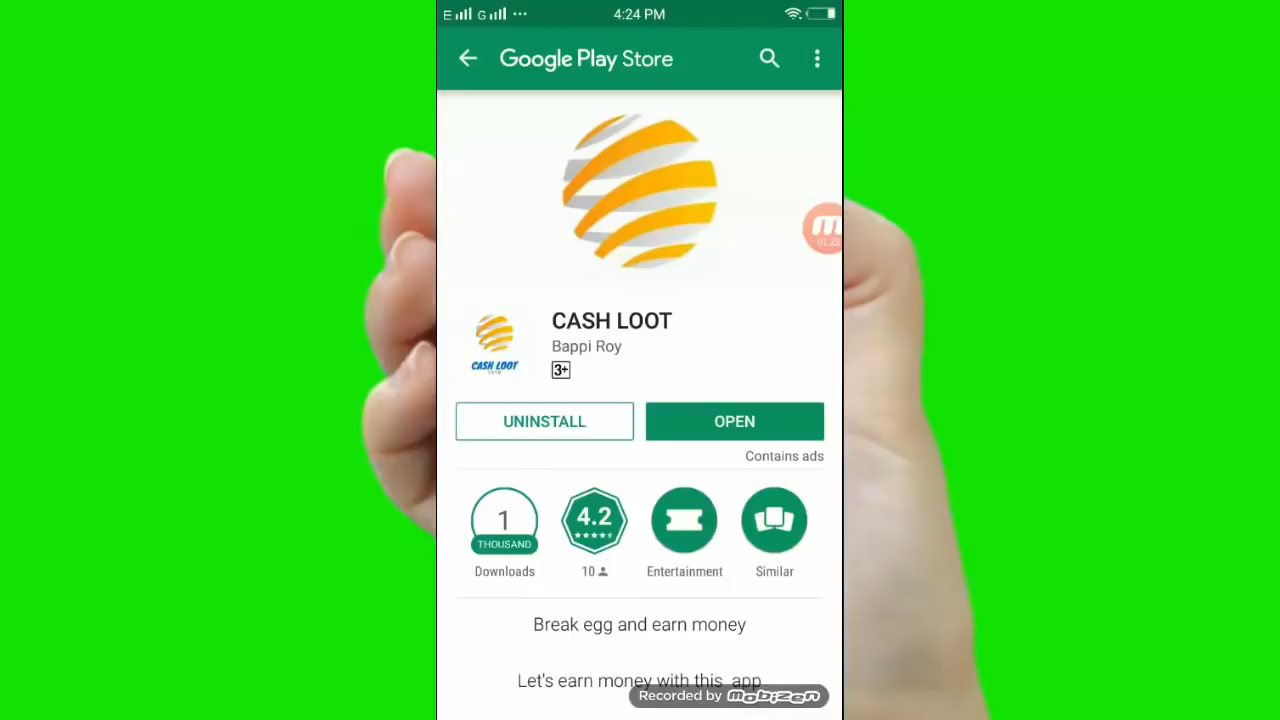 E G ... 4:24 PM
Google Play Store
01:23
CASH LOOT
CASH LOOT
Bappi Roy
3+
UNINSTALL OPEN
Contains ads
1 THOUSAND 4.2
Downloads 10 Entertainment Similar
Break egg and earn money
Let's earn money with this app
Recorded by mobizen